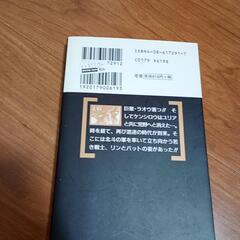 ISBN4-08-617291-7
C0179 ¥619E
72912
1920179006195
巨星・ラオウ落つ!!
そしてケンシロウはユリア
と共に荒野へと消えた…。
時を経て、再び混迷の時代が到来。そ
こには北斗の軍を率いて立ち向かう若
き戦士、リンとバットの姿があった!!